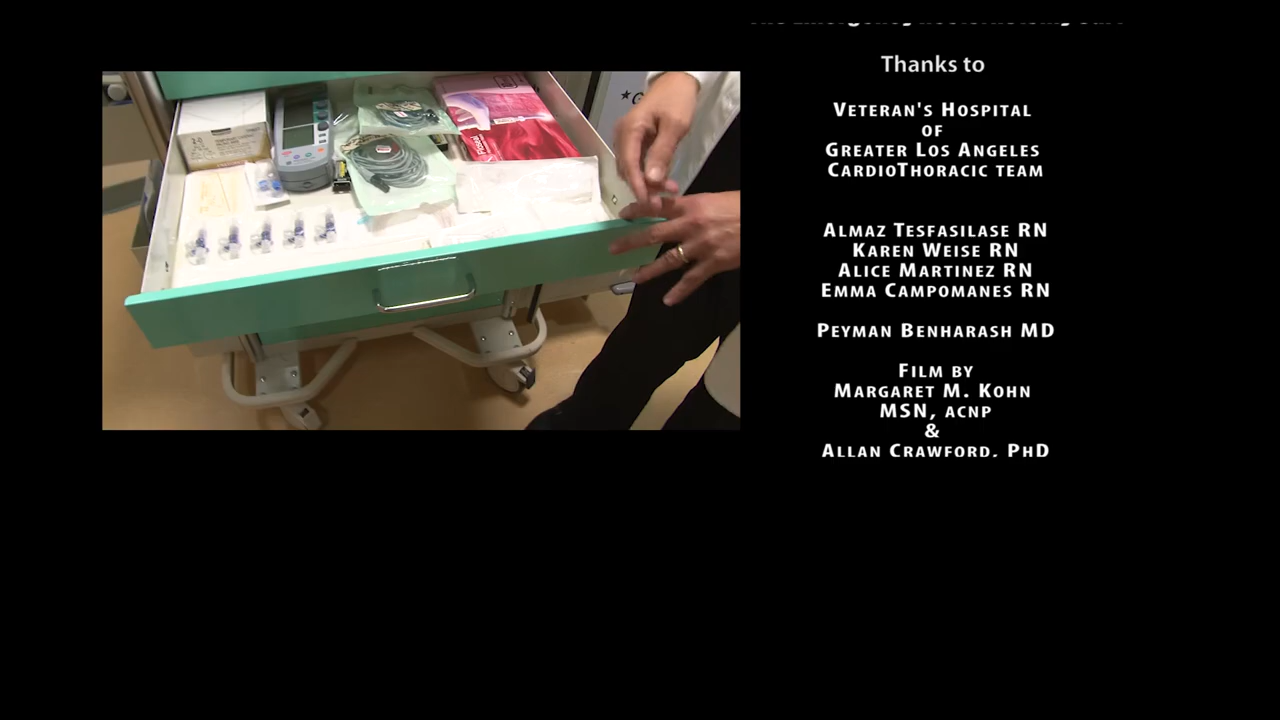 Thanks to
VETERAN'S HOSPITAL
OF
GREATER LOS ANGELES
CARDIOTHORACIC TEAM
ALMAZ TESFASILASE RN
KAREN WEISE RN
ALICE MARTINEZ RN
EMMA CAMPOMANES RN
PEYMAN BENHARASH MD
FILM BY
MARGARET M. KOHN
MSN, ACNP
&
ALLAN CRAWFORD, PHD